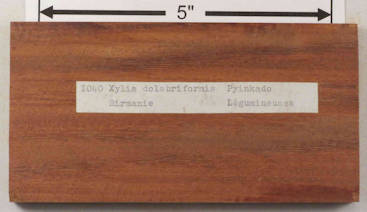 5"
1040 Xylia dolabriformis Pyinkado
Birmanie Légumineuses